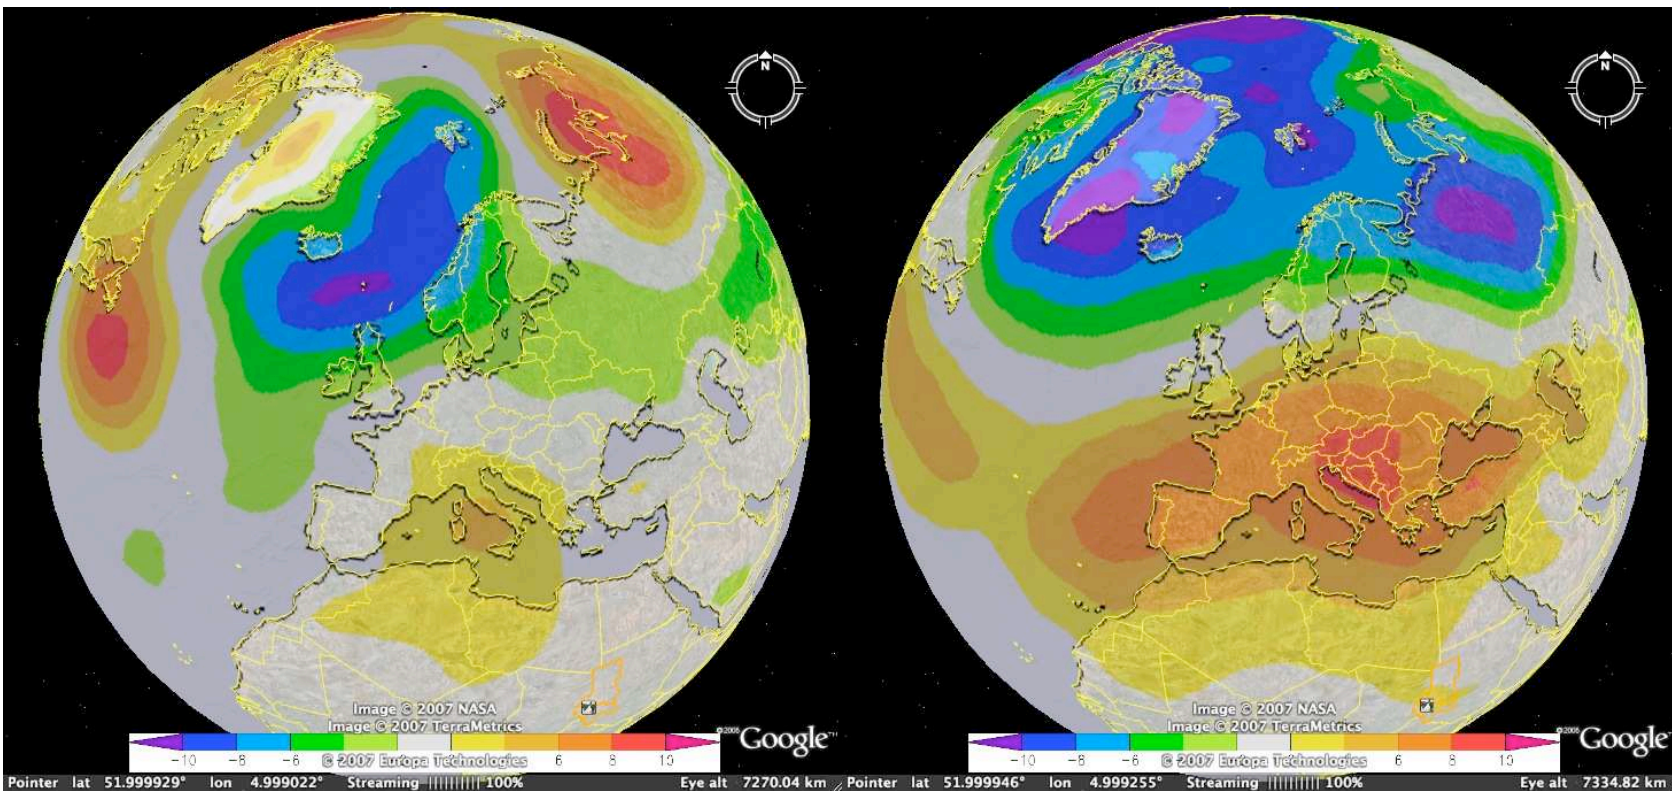 N
Image © 2007 NASA
Image © 2007 TerraMetrics
© 2007 Europa Technologies
Google™
-10 -8 -6 6 8 10
Pointer lat 51.999929° lon 4.999022° Streaming 100% Eye alt 7270.04 km
N
Image © 2007 NASA
Image © 2007 TerraMetrics
© 2007 Europa Technologies
Google™
-10 -8 -6 6 8 10
Pointer lat 51.999946° lon 4.999255° Streaming 100% Eye alt 7334.82 km